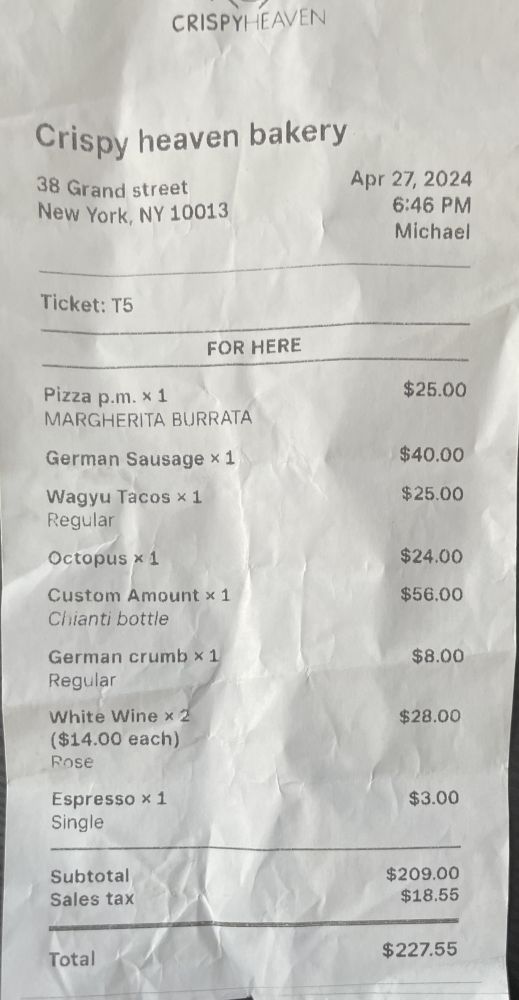 CRISPYHEAVEN
Crispy heaven bakery
38 Grand street
New York, NY 10013
Apr 27, 2024
6:46 PM
Michael
Ticket: T5
FOR HERE
Pizza p.m. × 1 $25.00
MARGHERITA BURRATA
German Sausage × 1 $40.00
Wagyu Tacos × 1 $25.00
Regular
Octopus × 1 $24.00
Custom Amount × 1 $56.00
Chianti bottle
German crumb × 1 $8.00
Regular
White Wine × 2 $28.00
($14.00 each)
Rose
Espresso × 1 $3.00
Single
Subtotal $209.00
Sales tax $18.55
Total $227.55